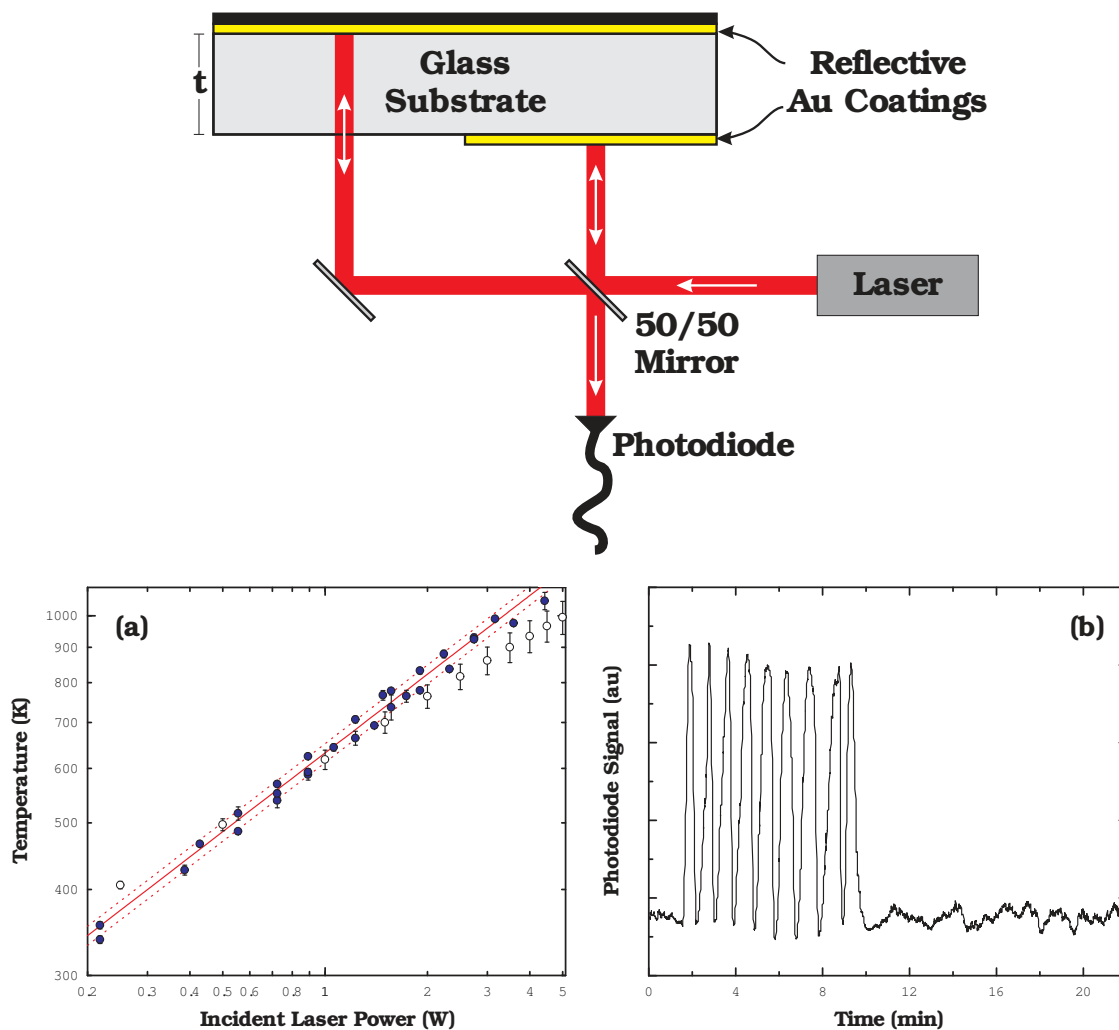 t
Glass
Substrate
Reflective
Au Coatings
Laser
50/50
Mirror
Photodiode
(a)
1000
900
800
700
600
500
400
300
Temperature (K)
0.2 0.3 0.4 0.5 0.6 0.8 1 2 3 4 5
Incident Laser Power (W)
(b)
Photodiode Signal (au)
0 4 8 12 16 20
Time (min)